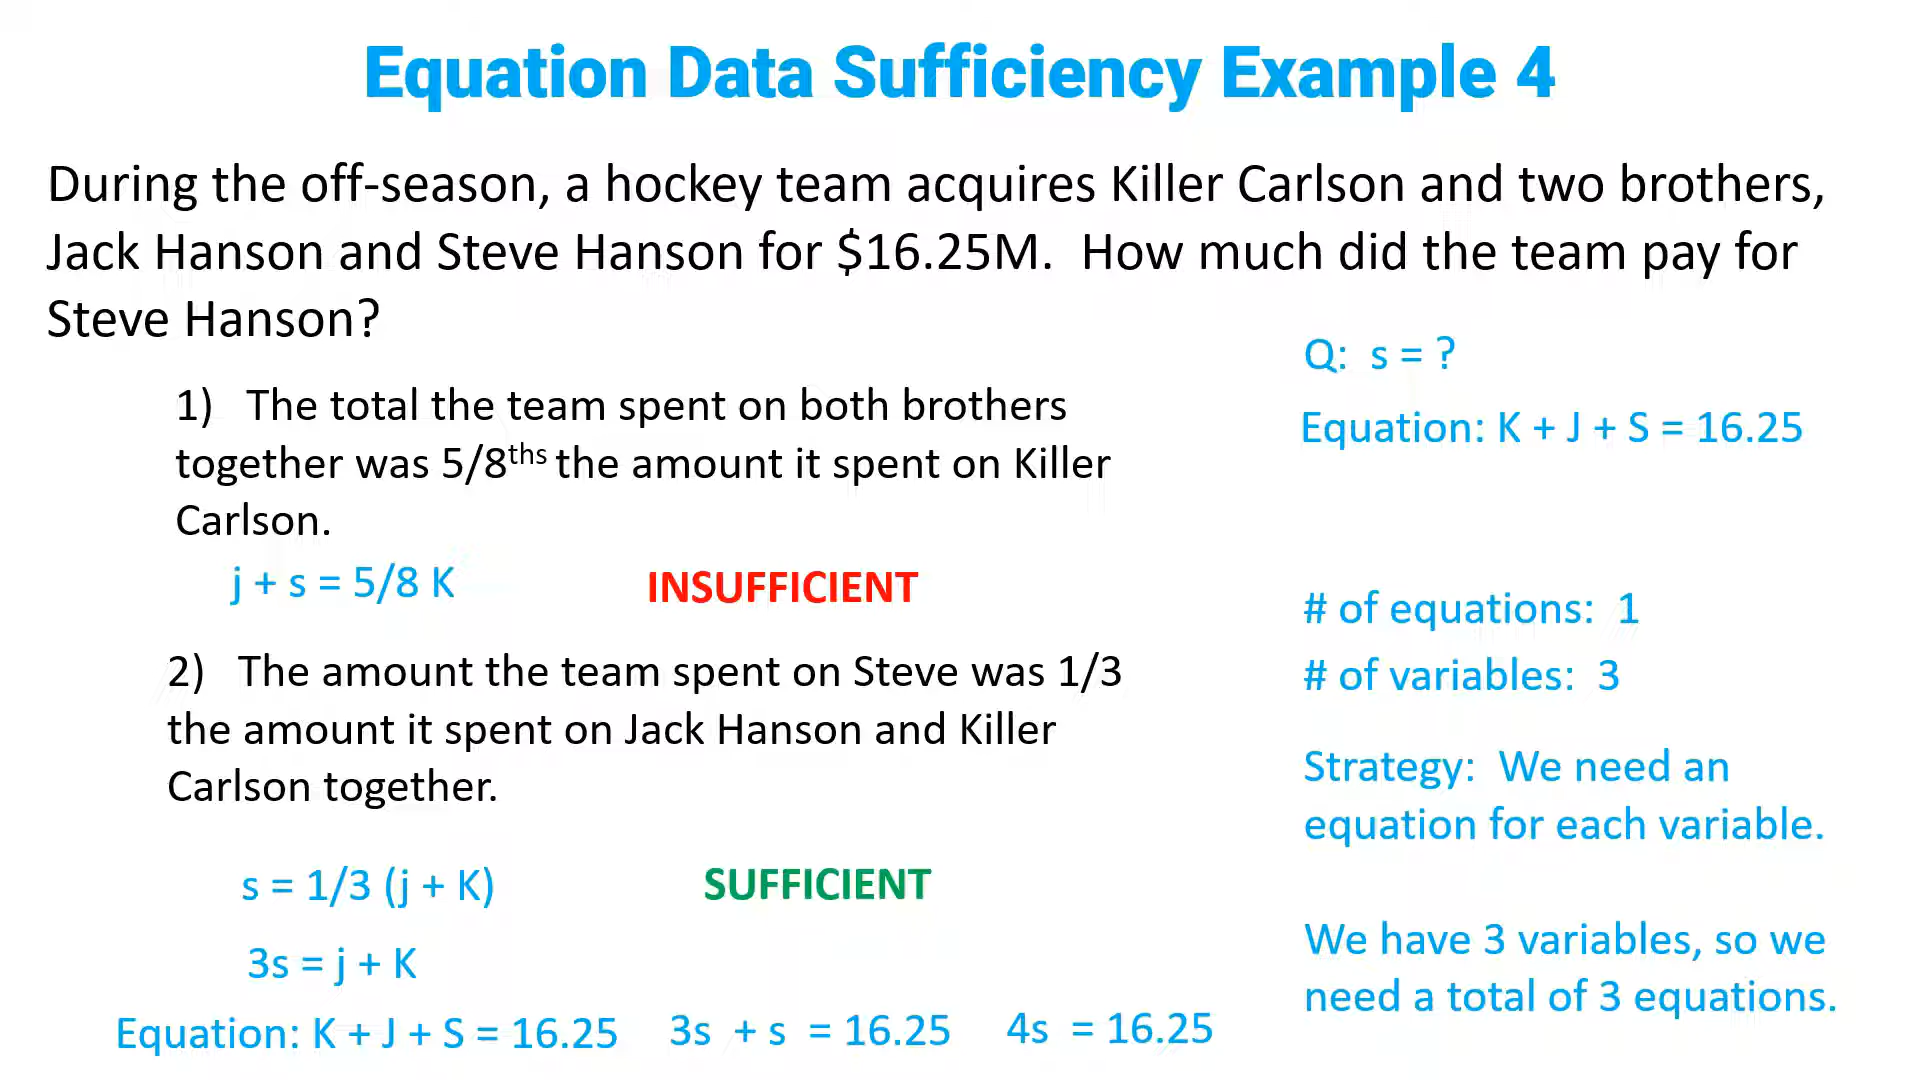 Equation Data Sufficiency Example 4
During the off-season, a hockey team acquires Killer Carlson and two brothers,
Jack Hanson and Steve Hanson for $16.25M. How much did the team pay for
Steve Hanson?
Q: s = ?
Equation: K + J + S = 16.25
1) The total the team spent on both brothers
together was 5/8ths the amount it spent on Killer
Carlson.
j + s = 5/8 K
INSUFFICIENT
# of equations: 1
# of variables: 3
2) The amount the team spent on Steve was 1/3
the amount it spent on Jack Hanson and Killer
Carlson together.
Strategy: We need an
equation for each variable.
s = 1/3 (j + K)
SUFFICIENT
3s = j + K
We have 3 variables, so we
need a total of 3 equations.
Equation: K + J + S = 16.25
3s + s = 16.25
4s = 16.25